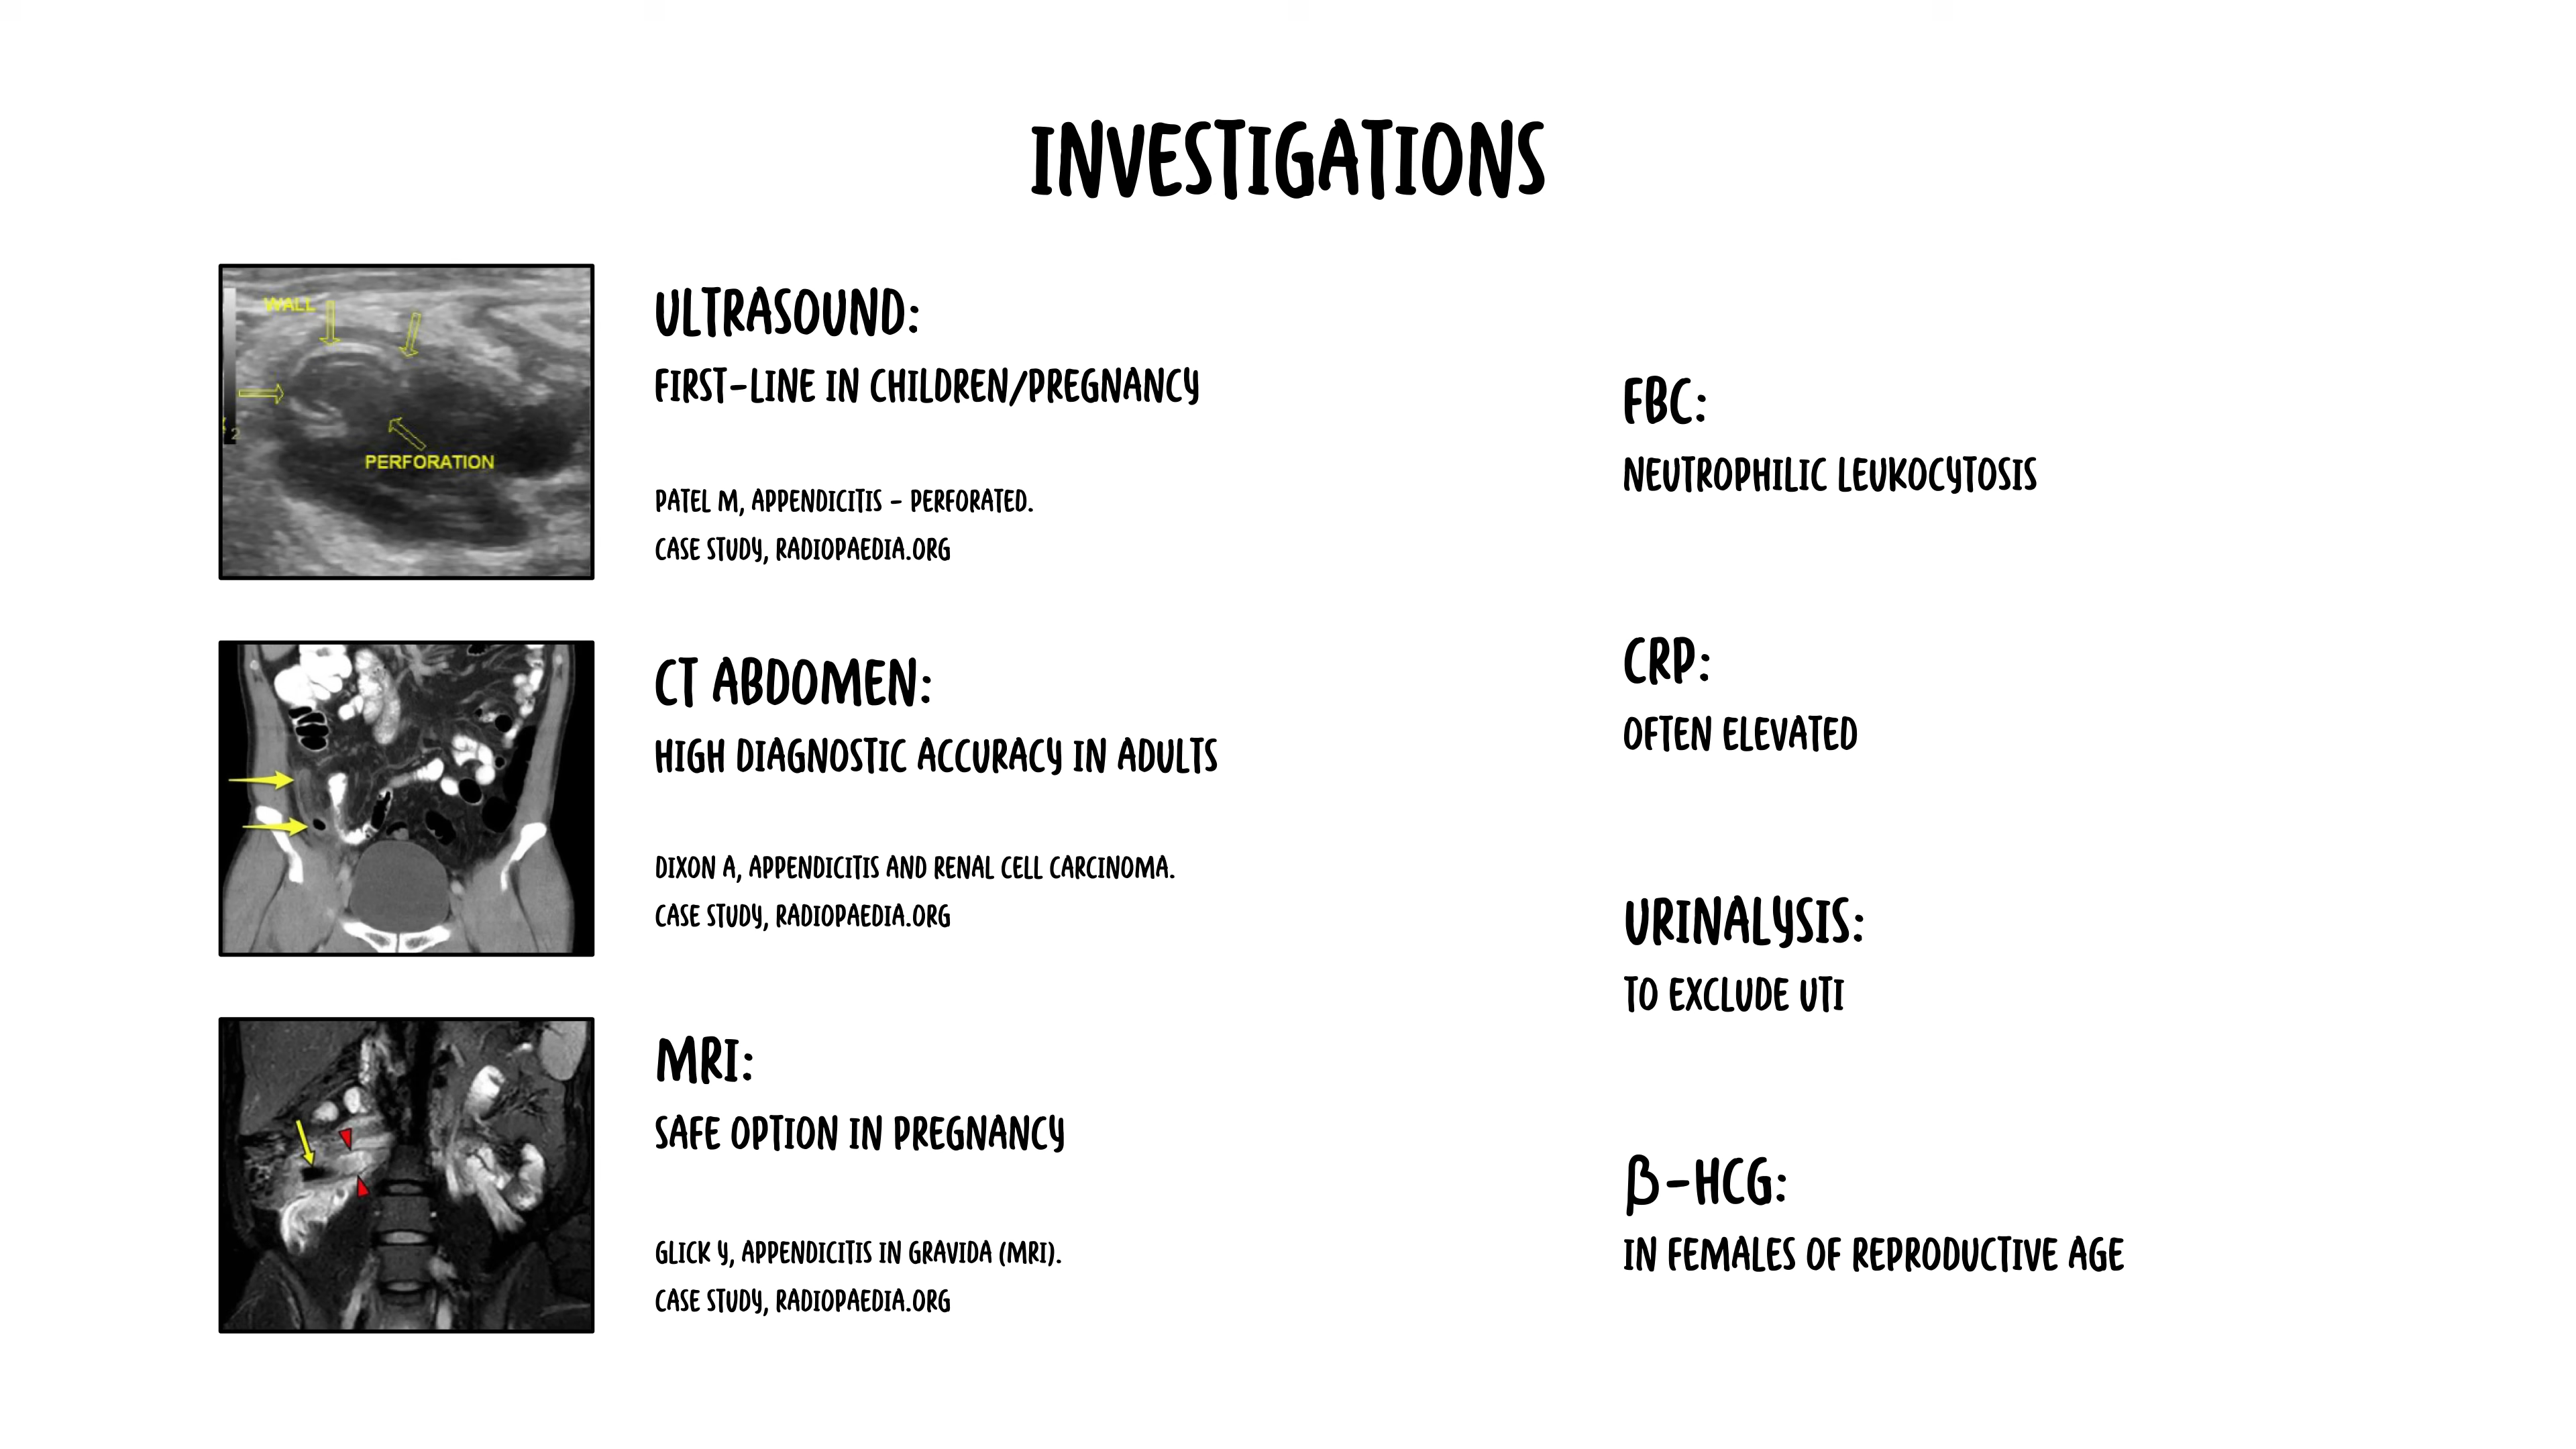 INVESTIGATIONS
WALL
PERFORATION
2
ULTRASOUND:
FIRST-LINE IN CHILDREN/PREGNANCY
PATEL M, APPENDICITIS - PERFORATED.
CASE STUDY, RADIOPAEDIA.ORG
CT ABDOMEN:
HIGH DIAGNOSTIC ACCURACY IN ADULTS
DIXON A, APPENDICITIS AND RENAL CELL CARCINOMA.
CASE STUDY, RADIOPAEDIA.ORG
MRI:
SAFE OPTION IN PREGNANCY
GLICK Y, APPENDICITIS IN GRAVIDA (MRI).
CASE STUDY, RADIOPAEDIA.ORG
FBC:
NEUTROPHILIC LEUKOCYTOSIS
CRP:
OFTEN ELEVATED
URINALYSIS:
TO EXCLUDE UTI
β-HCG:
IN FEMALES OF REPRODUCTIVE AGE